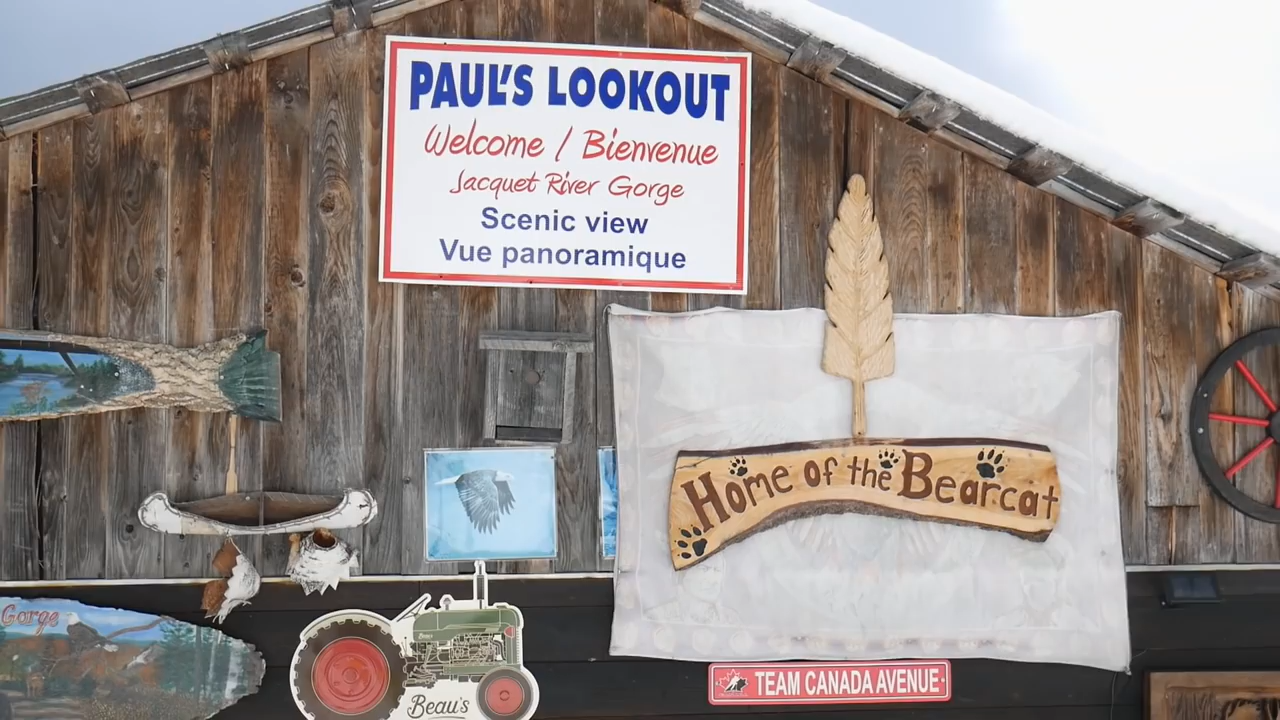 PAUL'S LOOKOUT
Welcome / Bienvenue
Jacquet River Gorge
Scenic view
Vue panoramique
Home of the Bearcat
Gorge
Beau's
Beau's
TEAM CANADA AVENUE